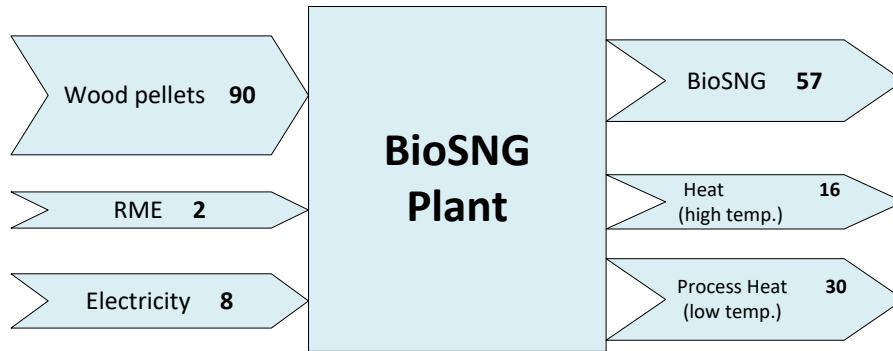 Wood pellets 90
RME 2
Electricity 8
BioSNG
Plant
BioSNG 57
Heat 16
(high temp.)
Process Heat 30
(low temp.)